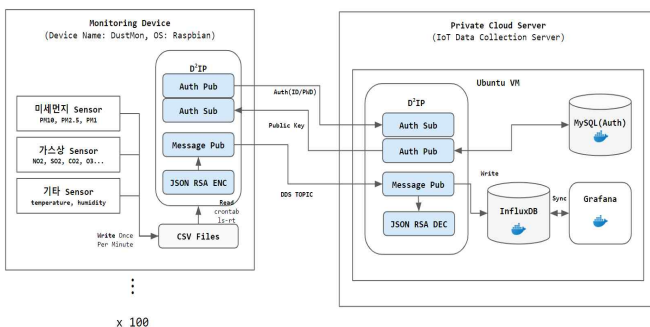 Monitoring Device
(Device Name: DustMon, OS: Raspbian)
D²IP
Auth Pub
Auth Sub
Message Pub
JSON RSA ENC
미세먼지 Sensor
PM10, PM2.5, PM1
가스상 Sensor
NO2, SO2, CO2, O3...
기타 Sensor
temperature, humidity
Write Once
Per Minute
Read
crontab
ls-rt
CSV Files
x 100
Auth(ID/PWD)
Public Key
DDS TOPIC
Private Cloud Server
(IoT Data Collection Server)
Ubuntu VM
D²IP
Auth Sub
Auth Pub
Message Pub
JSON RSA DEC
MySQL(Auth)
Write
InfluxDB
Sync
Grafana